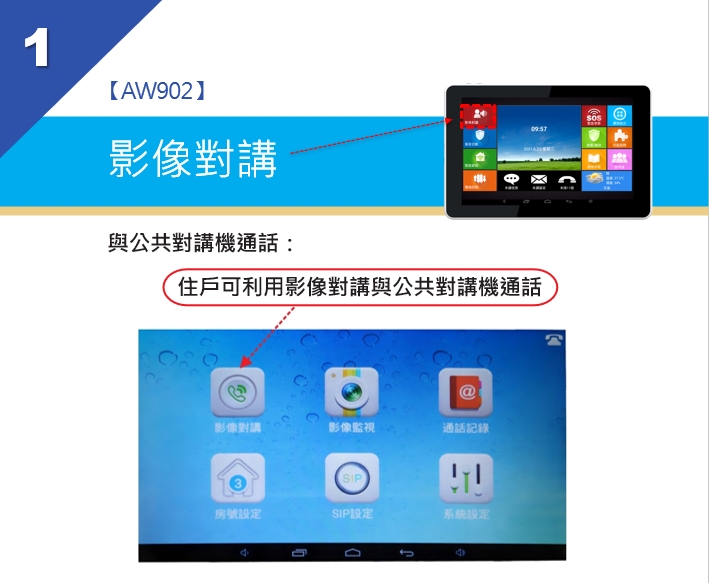 1
【AW902】
影像對講
SOS
09:57
與公共對講機通話：
住戶可利用影像對講與公共對講機通話
影像對講
影像監視
@
通話記錄
3
房號設定
SIP
SIP設定
系統設定